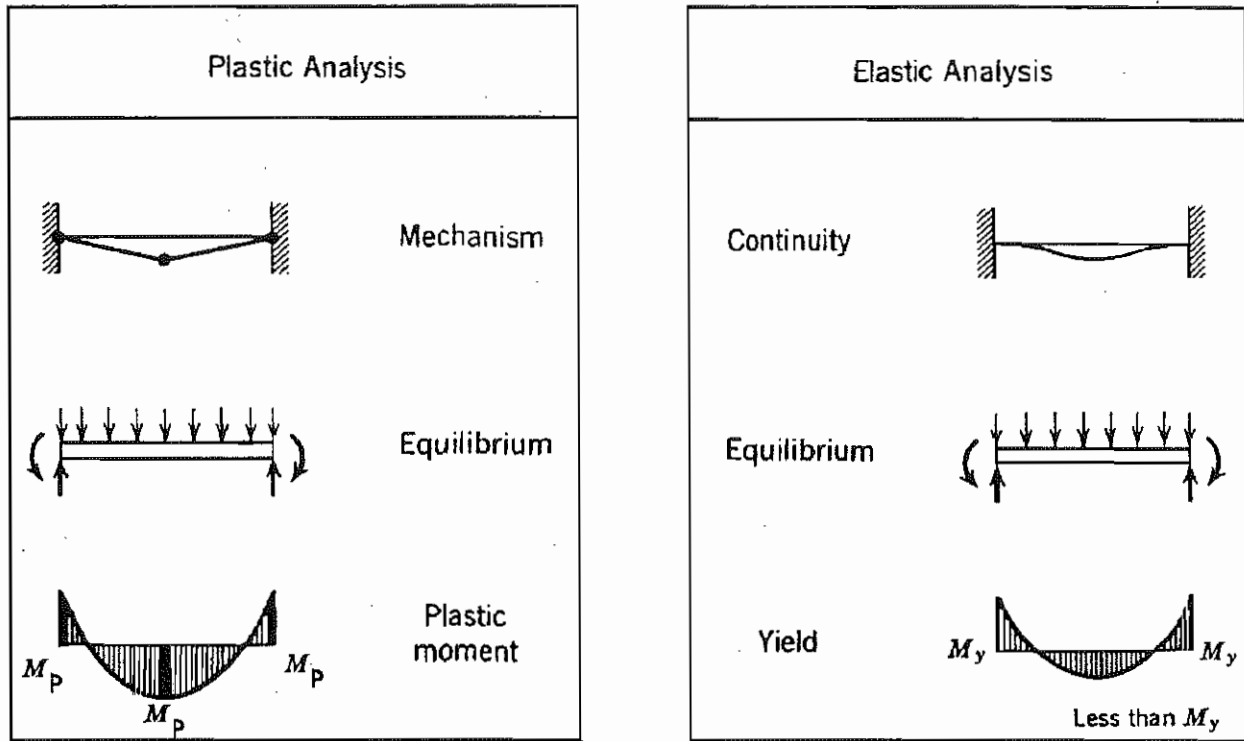 Plastic Analysis
Mechanism
Equilibrium
Plastic
moment
M_P
M_P
M_P
Elastic Analysis
Continuity
Equilibrium
Yield
M_y
M_y
Less than M_y